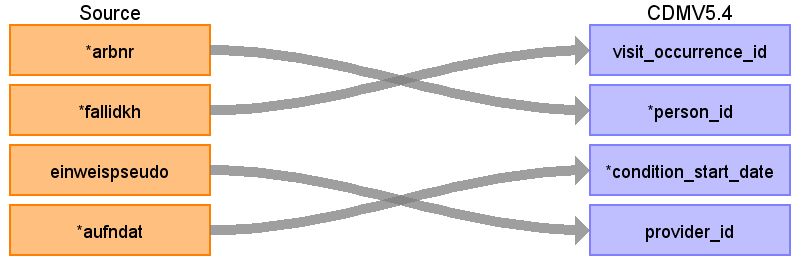 Source CDMV5.4
*arbnr visit_occurrence_id
*fallidkh *person_id
einweispseudo *condition_start_date
*aufndat provider_id